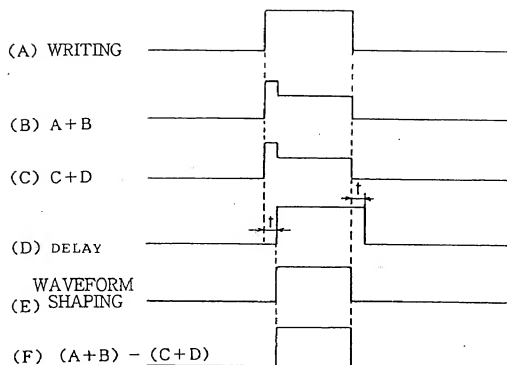 (A) WRITING
(B) A+B
(C) C+D
t
t
(D) DELAY
WAVEFORM
(E) SHAPING
(F) (A+B) - (C+D)